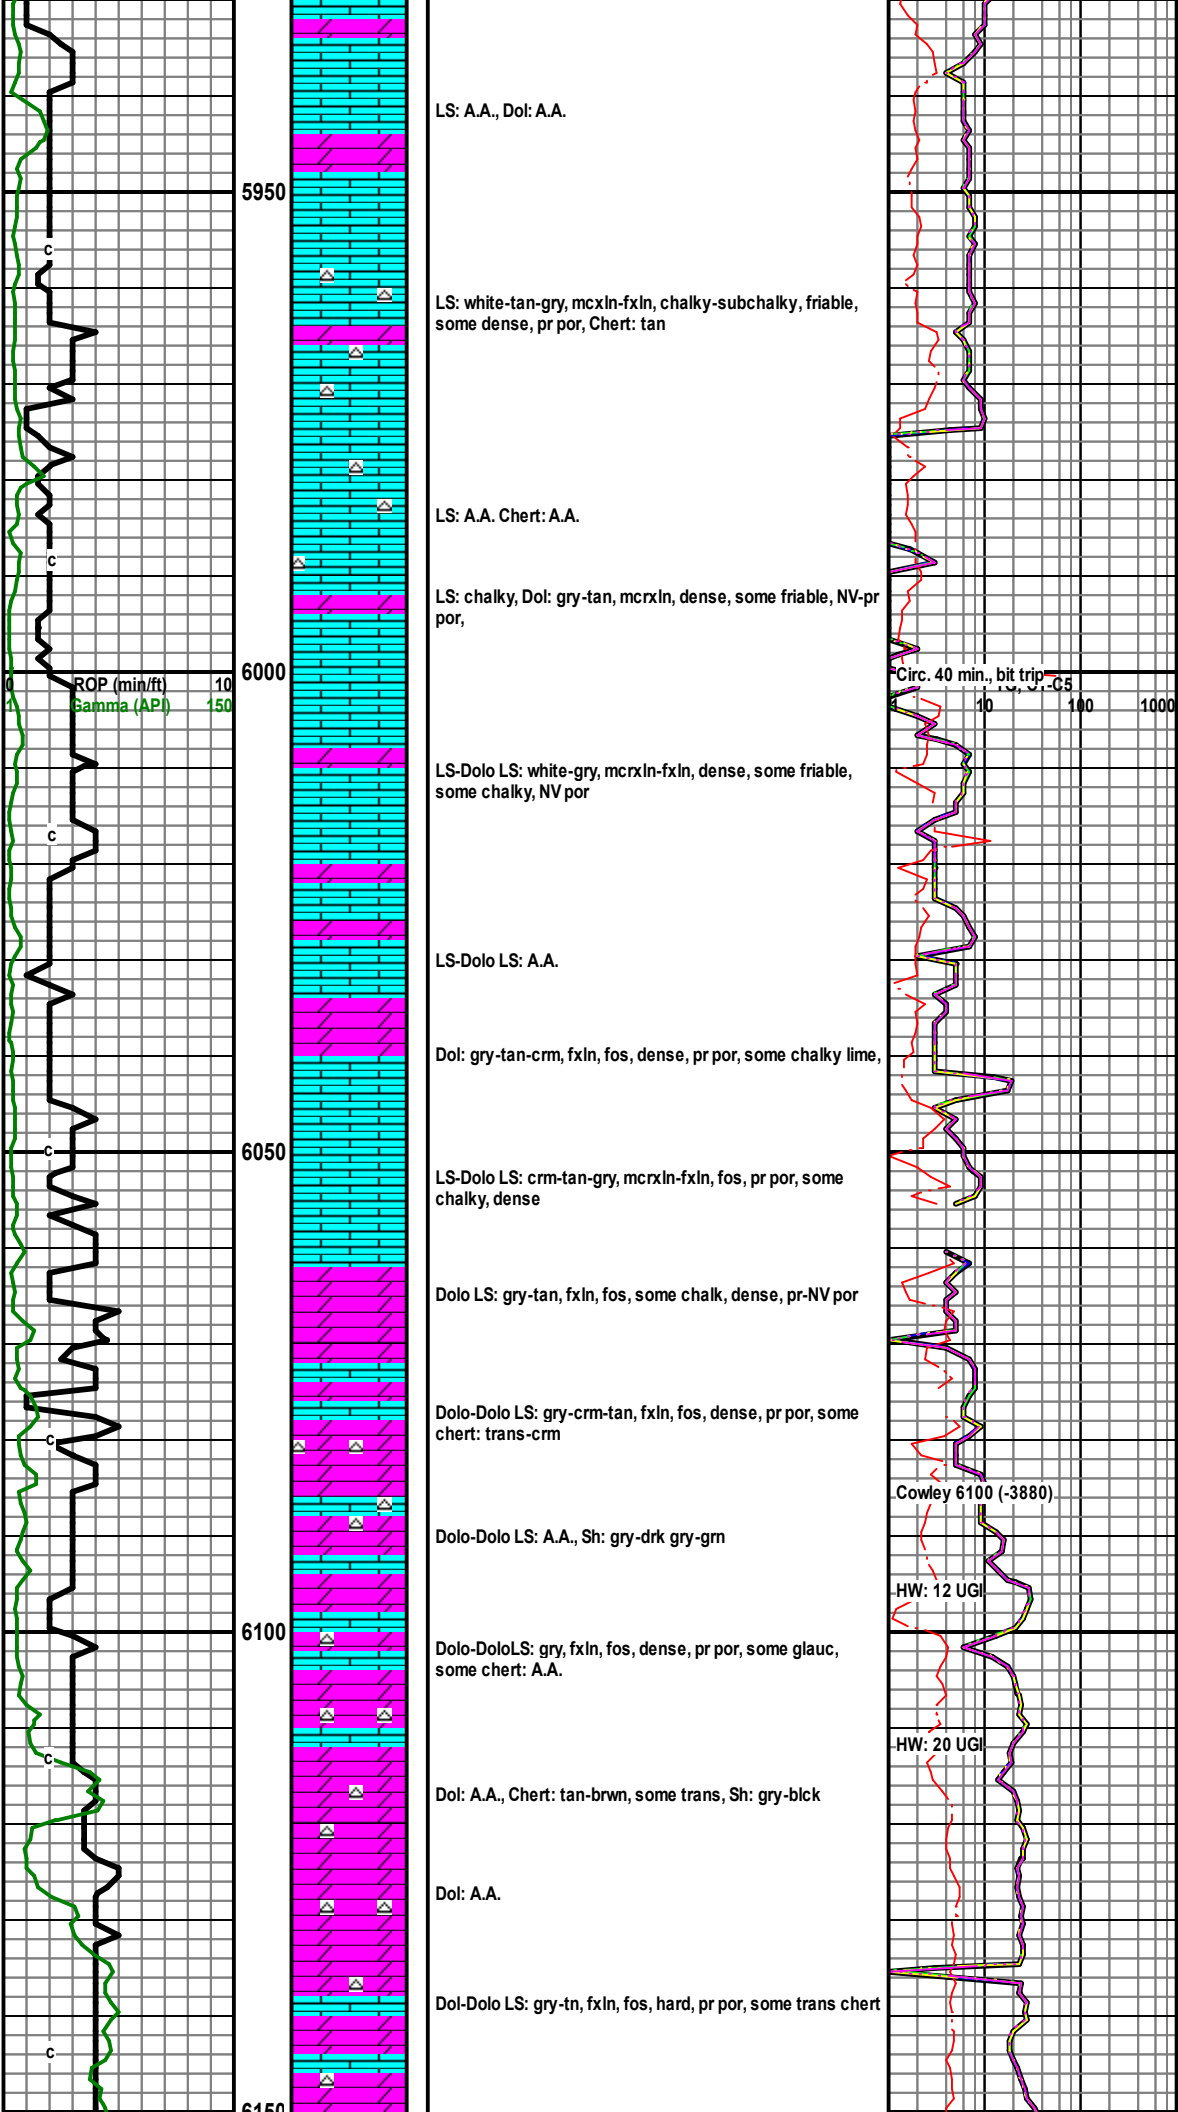 LS: A.A., Dol: A.A.
5950
C
LS: white-tan-gry, mcxln-fxln, chalky-subchalky, friable,
some dense, pr por, Chert: tan
LS: A.A. Chert: A.A.
C
LS: chalky, Dol: gry-tan, mcrxln, dense, some friable, NV-pr
por,
6000
Circ. 40 min., bit trip
0 ROP (min/ft) 10
C1-C5
1 Gamma (API) 150
1 10 100 1000
LS-Dolo LS: white-gry, mcrxln-fxln, dense, some friable,
some chalky, NV por
C
LS-Dolo LS: A.A.
Dol: gry-tan-crm, fxln, fos, dense, pr por, some chalky lime,
C
6050
LS-Dolo LS: crm-tan-gry, mcrxln-fxln, fos, pr por, some
chalky, dense
Dolo LS: gry-tan, fxln, fos, some chalk, dense, pr-NV por
Dolo-Dolo LS: gry-crm-tan, fxln, fos, dense, pr por, some
chert: trans-crm
C
Cowley 6100 (-3880)
Dolo-Dolo LS: A.A., Sh: gry-drk gry-grn
HW: 12 UGI
6100
Dolo-DoloLS: gry, fxln, fos, dense, pr por, some glauc,
some chert: A.A.
HW: 20 UGI
C
Dol: A.A., Chert: tan-brwn, some trans, Sh: gry-blck
Dol: A.A.
Dol-Dolo LS: gry-tn, fxln, fos, hard, pr por, some trans chert
C
6150